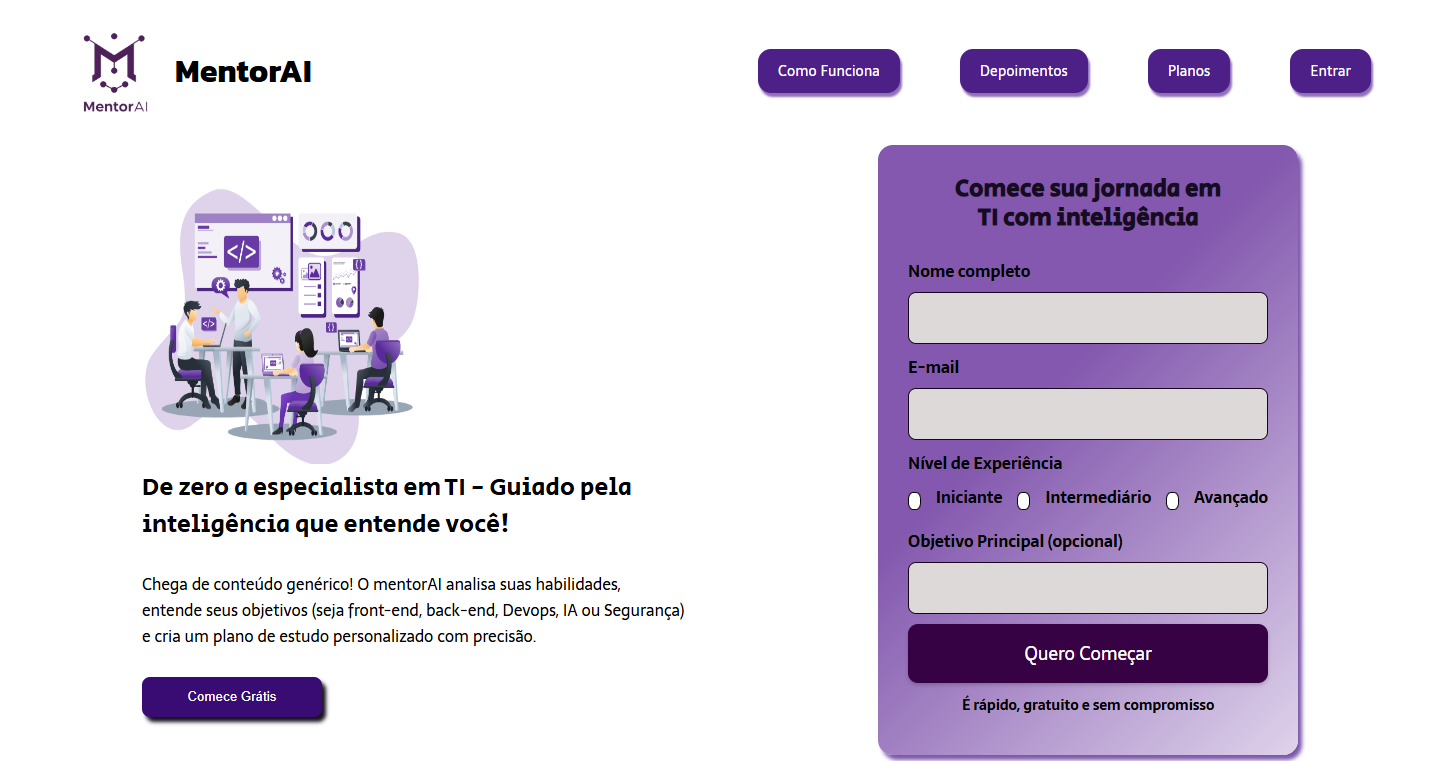 MentorAI
MentorAI
Como Funciona
Depoimentos
Planos
Entrar
</>
</>
De zero a especialista em TI - Guiado pela
inteligência que entende você!
Chega de conteúdo genérico! O mentorAI analisa suas habilidades,
entende seus objetivos (seja front-end, back-end, Devops, IA ou Segurança)
e cria um plano de estudo personalizado com precisão.
Comece Grátis
Comece sua jornada em
TI com inteligência
Nome completo
E-mail
Nível de Experiência
Iniciante Intermediário Avançado
Objetivo Principal (opcional)
Quero Começar
É rápido, gratuito e sem compromisso